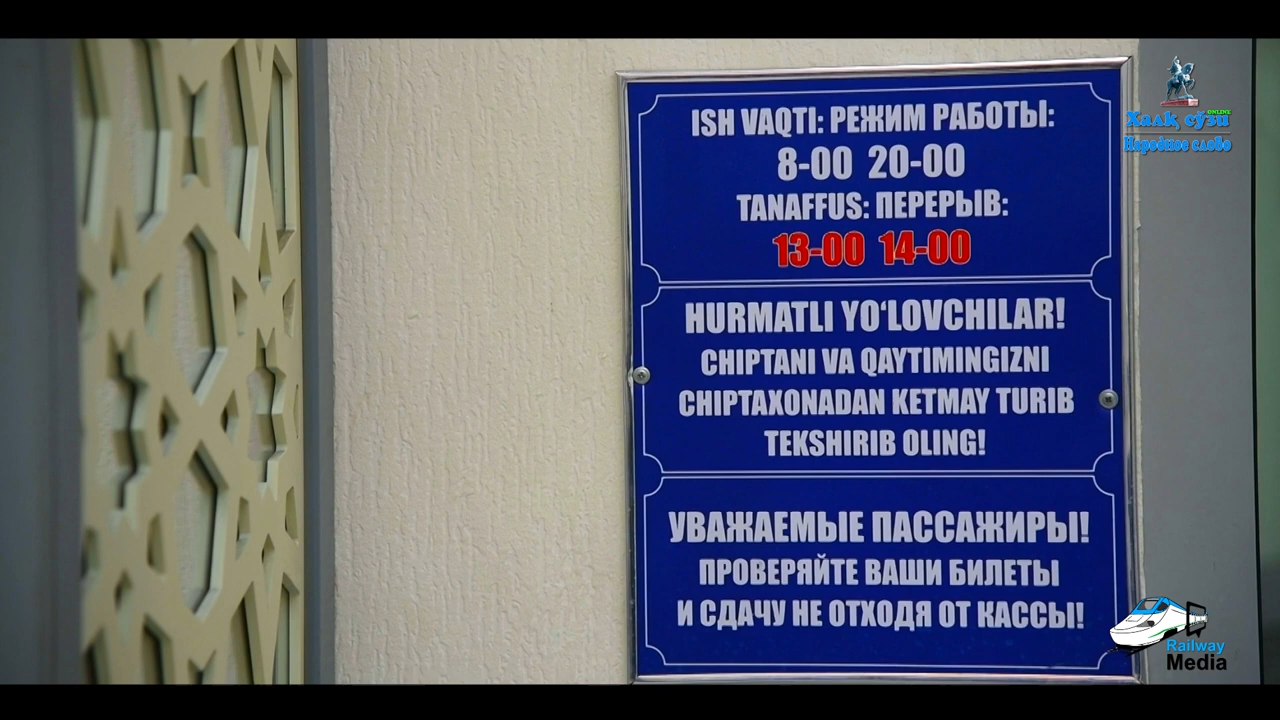 ISH VAQTI: РЕЖИМ РАБОТЫ:
8-00 20-00
TANAFFUS: ПЕРЕРЫВ:
13-00 14-00
HURMATLI YO‘LOVCHILAR!
CHIPTANI VA QAYTIMINGIZNI
CHIPTAXONADAN KETMAY TURIB
TEKSHIRIB OLING!
УВАЖАЕМЫЕ ПАССАЖИРЫ!
ПРОВЕРЯЙТЕ ВАШИ БИЛЕТЫ
И СДАЧУ НЕ ОТХОДЯ ОТ КАССЫ!
ONLINE
Халқ сўзи
Народное слово
Railway
Media